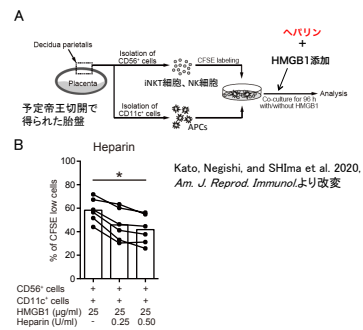 A
Decidua parietalis
Placenta
予定帝王切開で
得られた胎盤
Isolation of
CD56⁺ cells
iNKT細胞、NK細胞
CFSE labeling
Isolation of
CD11c⁺ cells
APCs
ヘパリン
+
HMGB1添加
Analysis
Co-culture for 96 h
with/without HMGB1
B
Heparin
*
% of CFSE low cells
100
80
60
40
20
0
CD56⁺ cells + + +
CD11c⁺ cells + + +
HMGB1 (μg/ml) 25 25 25
Heparin (U/ml) - 0.25 0.50
Kato, Negishi, and SHIma et al. 2020,
Am. J. Reprod. Immunol.より改変